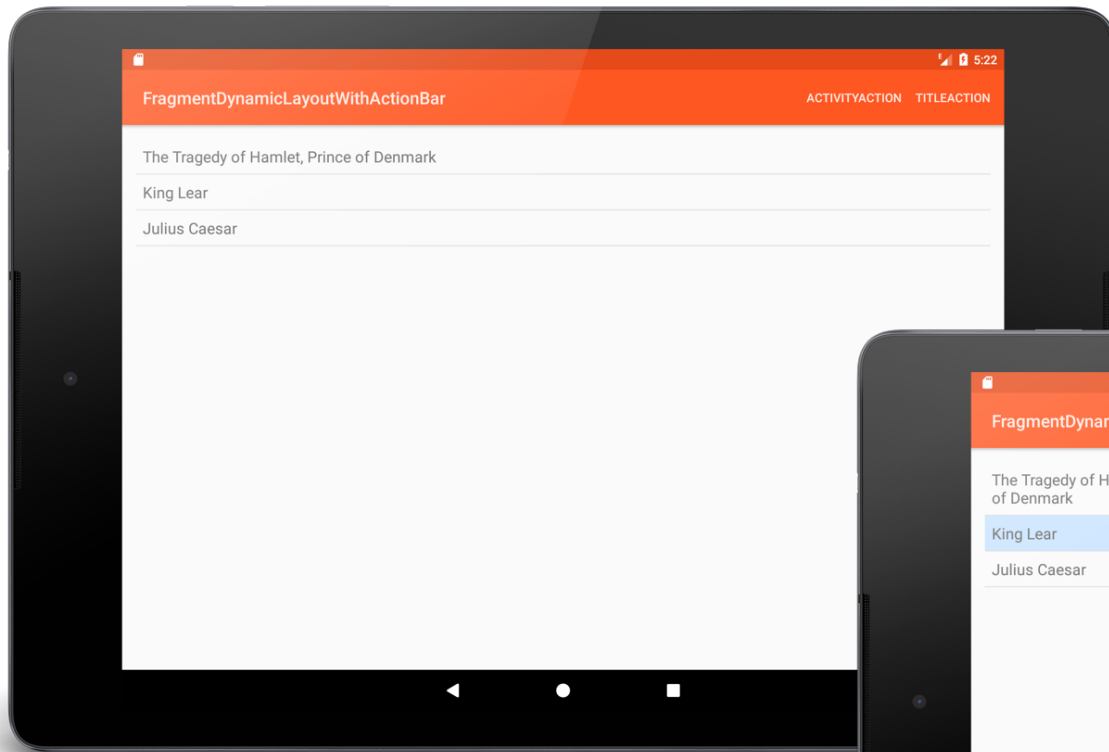 5:22
FragmentDynamicLayoutWithActionBar ACTIVITYACTION TITLEACTION
The Tragedy of Hamlet, Prince of Denmark
King Lear
Julius Caesar
The Tragedy of
of Denmark
King Lear
Julius Caesar